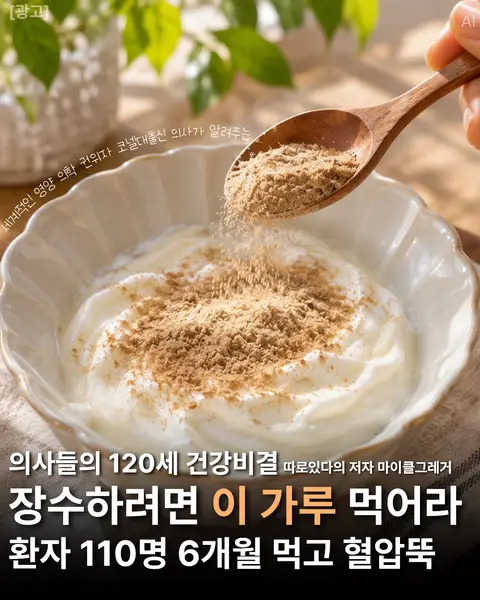 [광고]
AI
세계적인 영양 의학 권위자 코넬대출신 의사가 알려주는
의사들의 120세 건강비결 따로있다의 저자 마이클그레거
장수하려면 이 가루 먹어라
환자 110명 6개월 먹고 혈압뚝